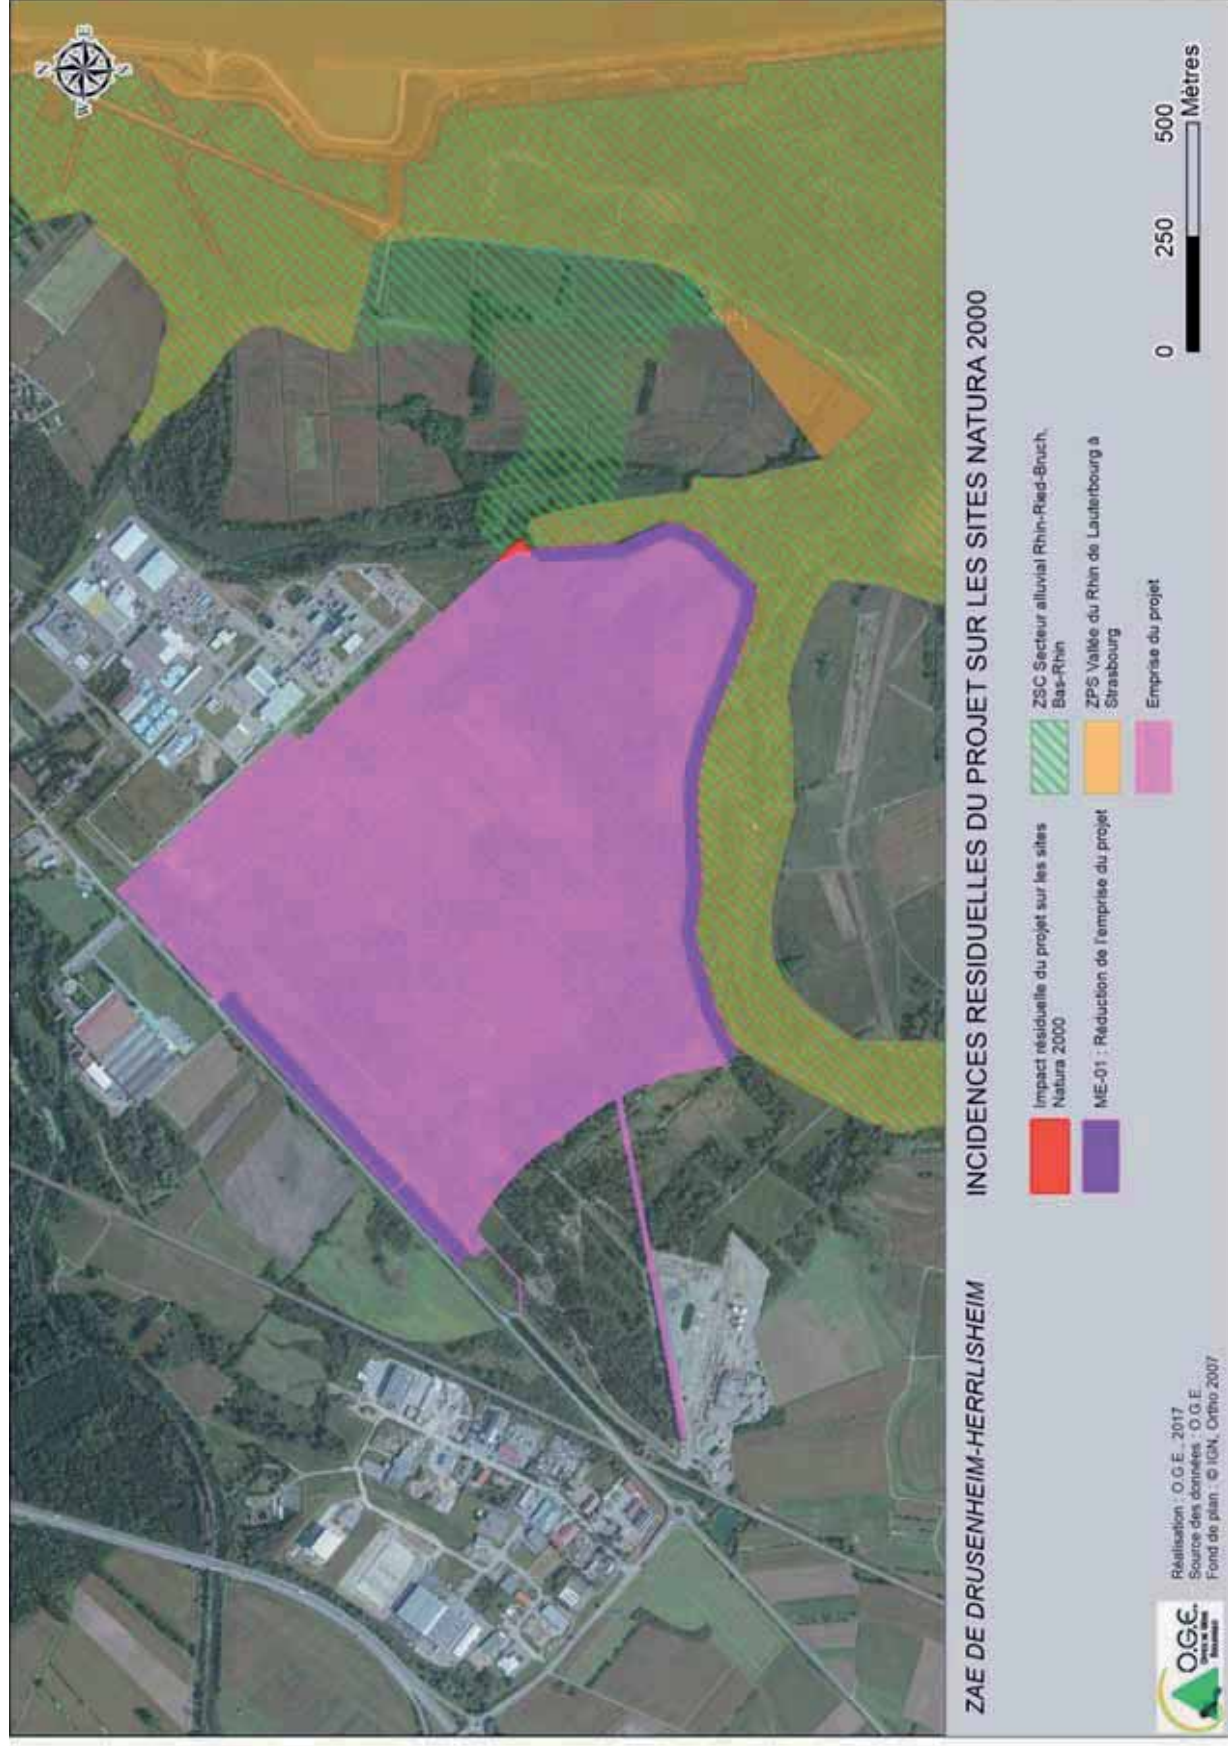 N
E
S
W
ZAE DE DRUSENHEIM-HERRLISHEIM
INCIDENCES RESIDUELLES DU PROJET SUR LES SITES NATURA 2000
Impact résiduelle du projet sur les sites
Natura 2000
ME-01 : Réduction de l'emprise du projet
ZSC Secteur alluvial Rhin-Ried-Bruch,
Bas-Rhin
ZPS Vallée du Rhin de Lauterbourg à
Strasbourg
Emprise du projet
0 250 500
Mètres
O.G.E.
Réalisation : O.G.E., 2017
Source des données : O.G.E.
Fond de plan : © IGN, Ortho 2007